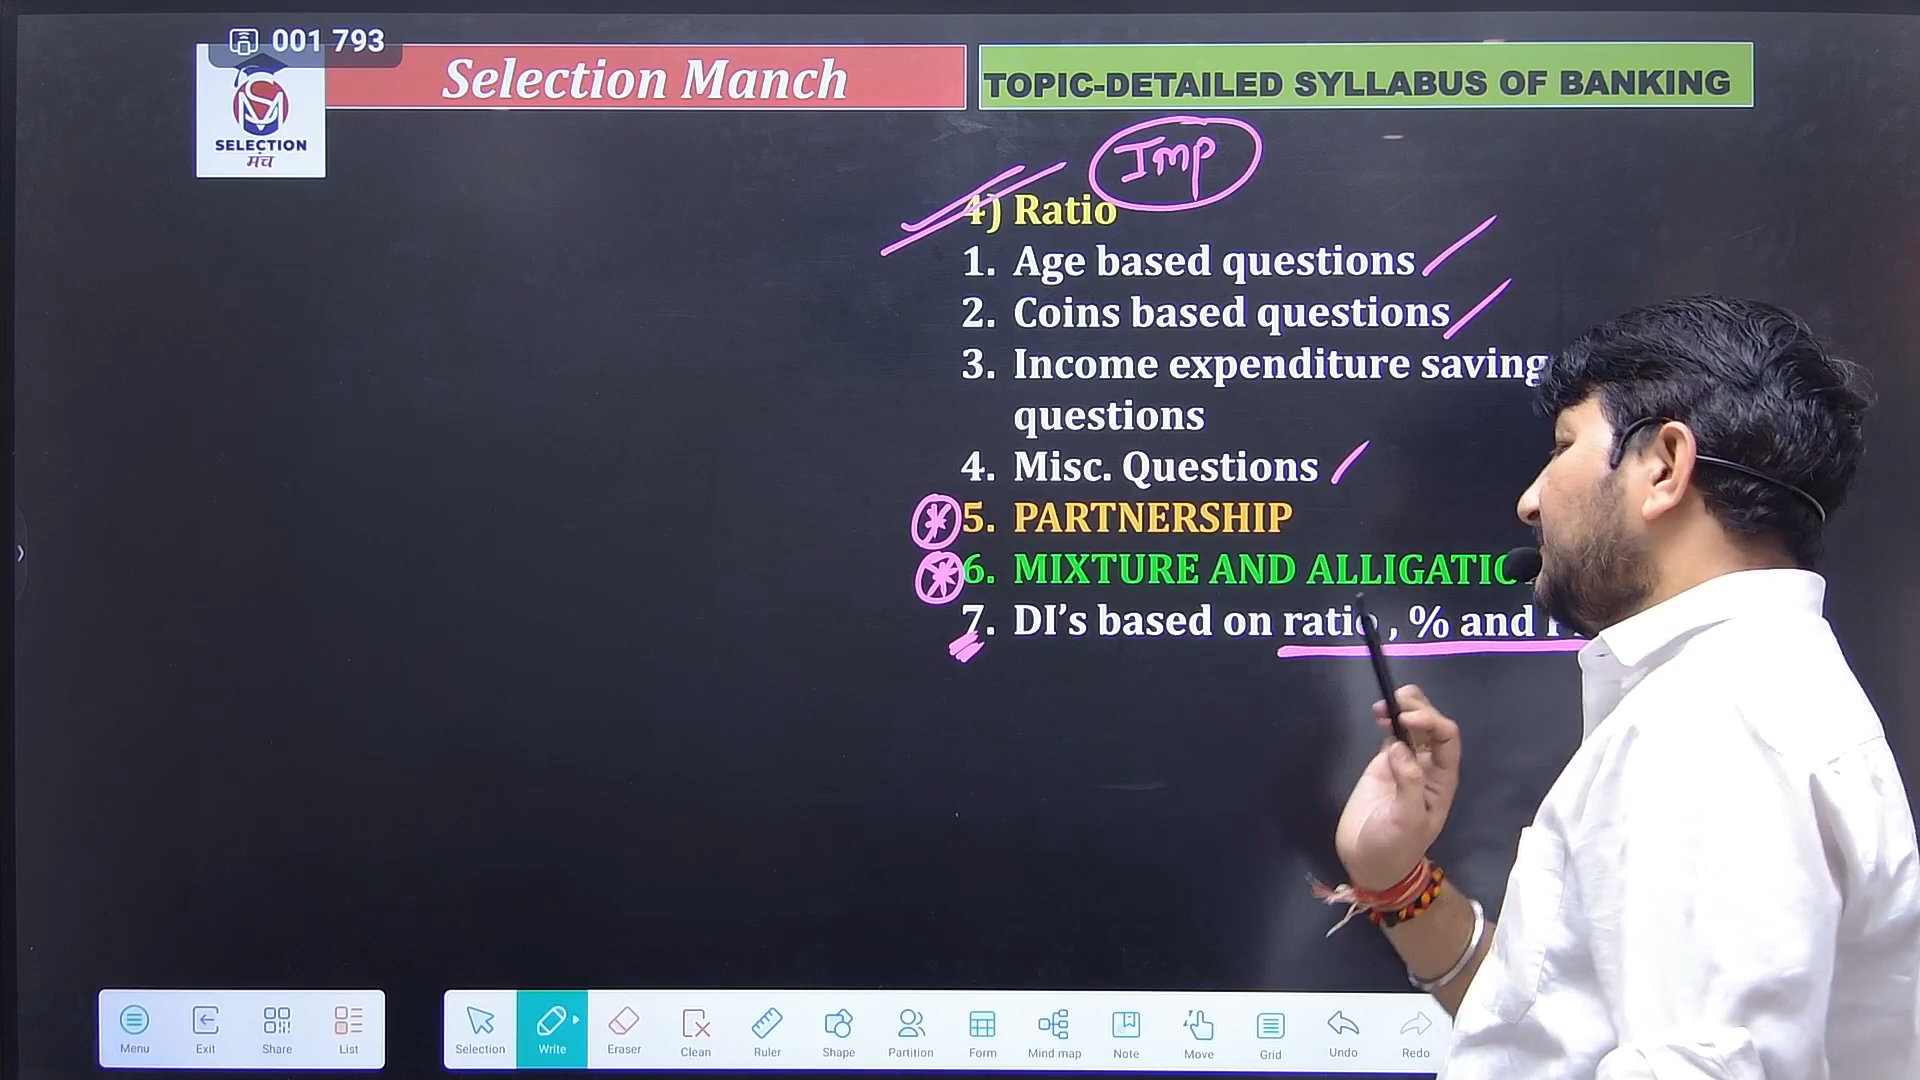 001 793
Selection Manch
TOPIC-DETAILED SYLLABUS OF BANKING
SELECTION
मंच
Imp
4) Ratio
1. Age based questions
2. Coins based questions
3. Income expenditure saving
questions
4. Misc. Questions
5. PARTNERSHIP
6. MIXTURE AND
7. DI's based on ratio , % and
Menu Exit Share List Selection Write Eraser Clean Ruler Shape Partition Form Mind map Note Move Grid Undo Redo